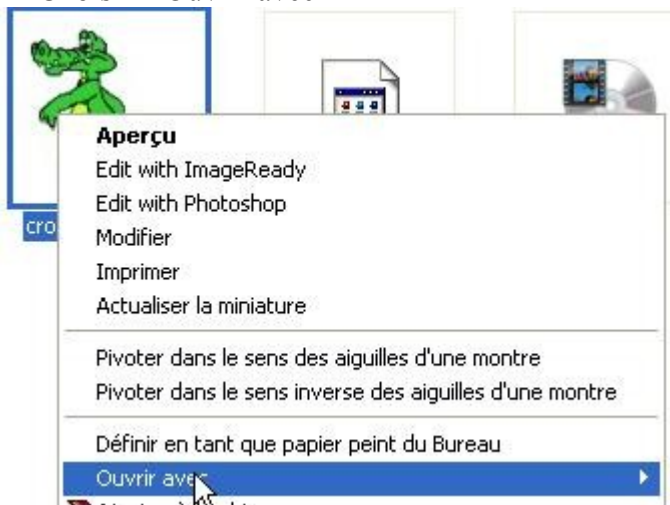 cro
Aperçu
Edit with ImageReady
Edit with Photoshop
Modifier
Imprimer
Actualiser la miniature
Pivoter dans le sens des aiguilles d'une montre
Pivoter dans le sens inverse des aiguilles d'une montre
Définir en tant que papier peint du Bureau
Ouvrir avec